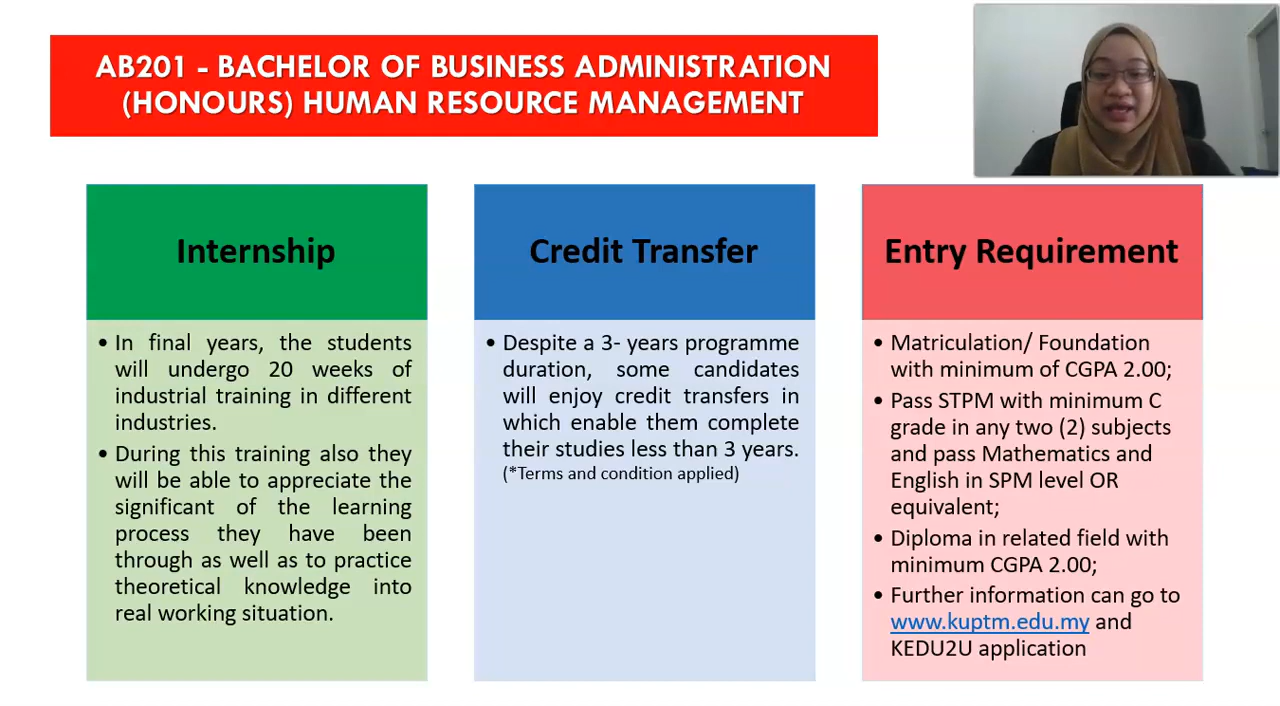 AB201 - BACHELOR OF BUSINESS ADMINISTRATION
(HONOURS) HUMAN RESOURCE MANAGEMENT
Internship
• In final years, the students
will undergo 20 weeks of
industrial training in different
industries.
• During this training also they
will be able to appreciate the
significant of the learning
process they have been
through as well as to practice
theoretical knowledge into
real working situation.
Credit Transfer
• Despite a 3- years programme
duration, some candidates
will enjoy credit transfers in
which enable them complete
their studies less than 3 years.
(*Terms and condition applied)
Entry Requirement
• Matriculation/ Foundation
with minimum of CGPA 2.00;
• Pass STPM with minimum C
grade in any two (2) subjects
and pass Mathematics and
English in SPM level OR
equivalent;
• Diploma in related field with
minimum CGPA 2.00;
• Further information can go to
www.kuptm.edu.my and
KEDU2U application